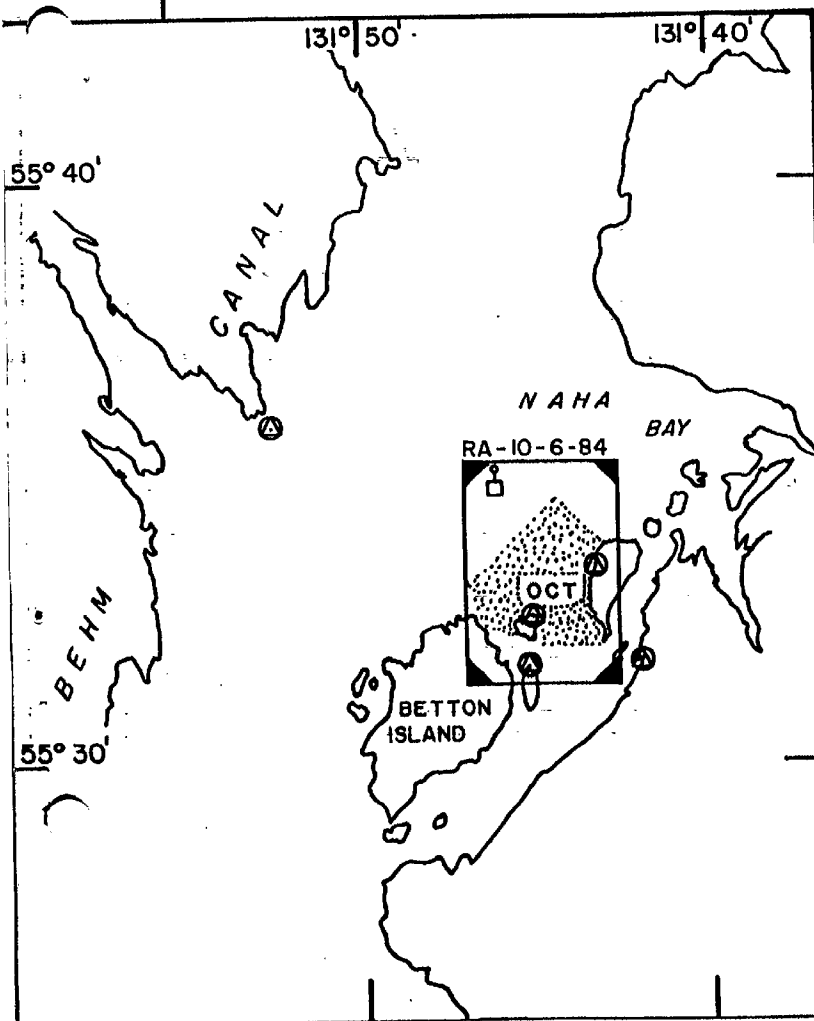 131° 50'
131° 40'
55° 40'
CANAL
NAHA
BAY
RA-10-6-84
OCT
BEHM
BETTON
ISLAND
55° 30'